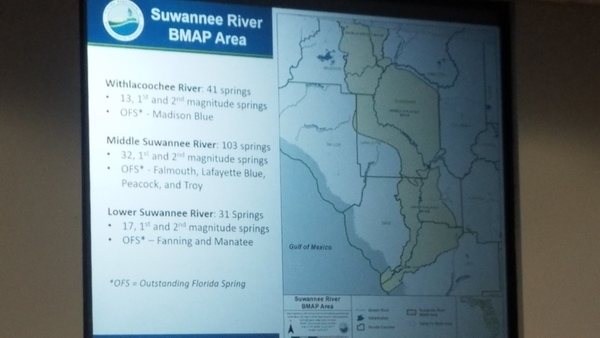 Suwannee River
BMAP Area
Withlacoochee River: 41 springs
• 13, 1st and 2nd magnitude springs
• OFS* - Madison Blue
Middle Suwannee River: 103 springs
• 32, 1st and 2nd magnitude springs
• OFS* - Falmouth, Lafayette Blue,
Peacock, and Troy
Lower Suwannee River: 31 Springs
• 17, 1st and 2nd magnitude springs
• OFS* – Fanning and Manatee
*OFS = Outstanding Florida Spring
Gulf of Mexico
Suwannee River
BMAP Area